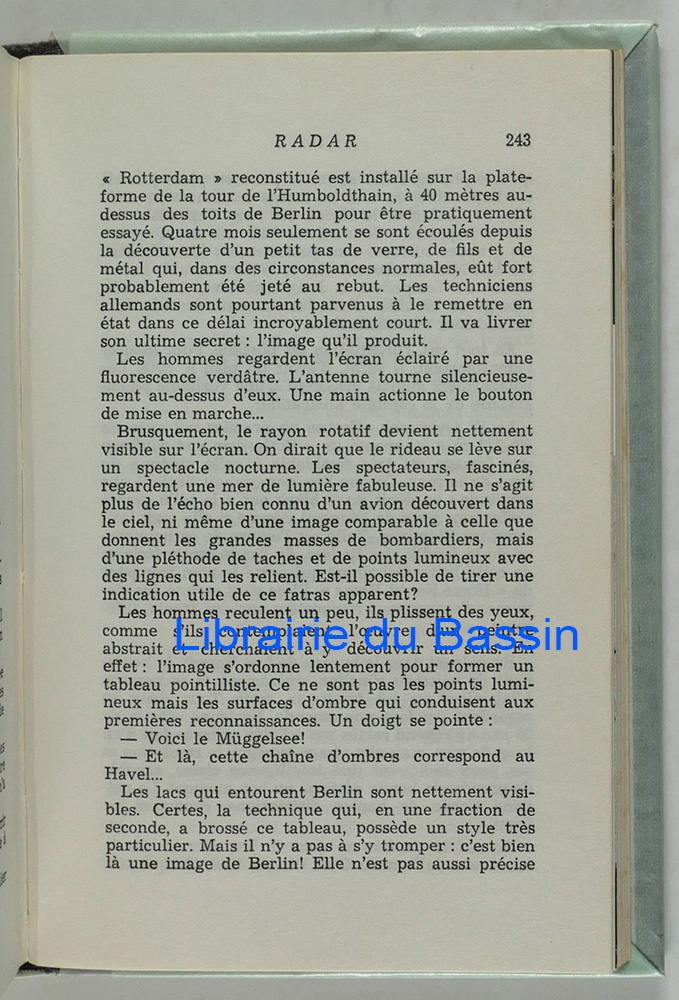 RADAR 243
« Rotterdam » reconstitué est installé sur la plate-
forme de la tour de l'Humboldthain, à 40 mètres au-
dessus des toits de Berlin pour être pratiquement
essayé. Quatre mois seulement se sont écoulés depuis
la découverte d'un petit tas de verre, de fils et de
métal qui, dans des circonstances normales, eût fort
probablement été jeté au rebut. Les techniciens
allemands sont pourtant parvenus à le remettre en
état dans ce délai incroyablement court. Il va livrer
son ultime secret : l'image qu'il produit.
Les hommes regardent l'écran éclairé par une
fluorescence verdâtre. L'antenne tourne silencieuse-
ment au-dessus d'eux. Une main actionne le bouton
de mise en marche...
Brusquement, le rayon rotatif devient nettement
visible sur l'écran. On dirait que le rideau se lève sur
un spectacle nocturne. Les spectateurs, fascinés,
regardent une mer de lumière fabuleuse. Il ne s'agit
plus de l'écho bien connu d'un avion découvert dans
le ciel, ni même d'une image comparable à celle que
donnent les grandes masses de bombardiers, mais
d'une pléthode de taches et de points lumineux avec
des lignes qui les relient. Est-il possible de tirer une
indication utile de ce fatras apparent?
Les hommes reculent un peu, ils plissent des yeux,
comme s'ils contemplaient l'œuvre d'un peintre
abstrait et cherchaient à y découvrir un sens. En
effet : l'image s'ordonne lentement pour former un
tableau pointilliste. Ce ne sont pas les points lumi-
neux mais les surfaces d'ombre qui conduisent aux
premières reconnaissances. Un doigt se pointe :
— Voici le Müggelsee!
— Et là, cette chaîne d'ombres correspond au
Havel...
Les lacs qui entourent Berlin sont nettement visi-
bles. Certes, la technique qui, en une fraction de
seconde, a brossé ce tableau, possède un style très
particulier. Mais il n'y a pas à s'y tromper : c'est bien
là une image de Berlin! Elle n'est pas aussi précise
Librairie du Bassin